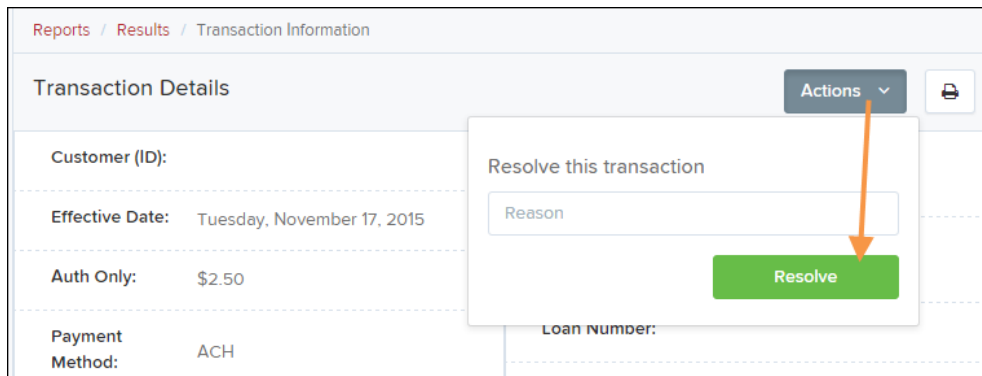 Reports / Results / Transaction Information
Transaction Details
Actions
Customer (ID):
Resolve this transaction
Reason
Effective Date: Tuesday, November 17, 2015
Auth Only: $2.50
Resolve
Loan Number:
Payment
Method: ACH